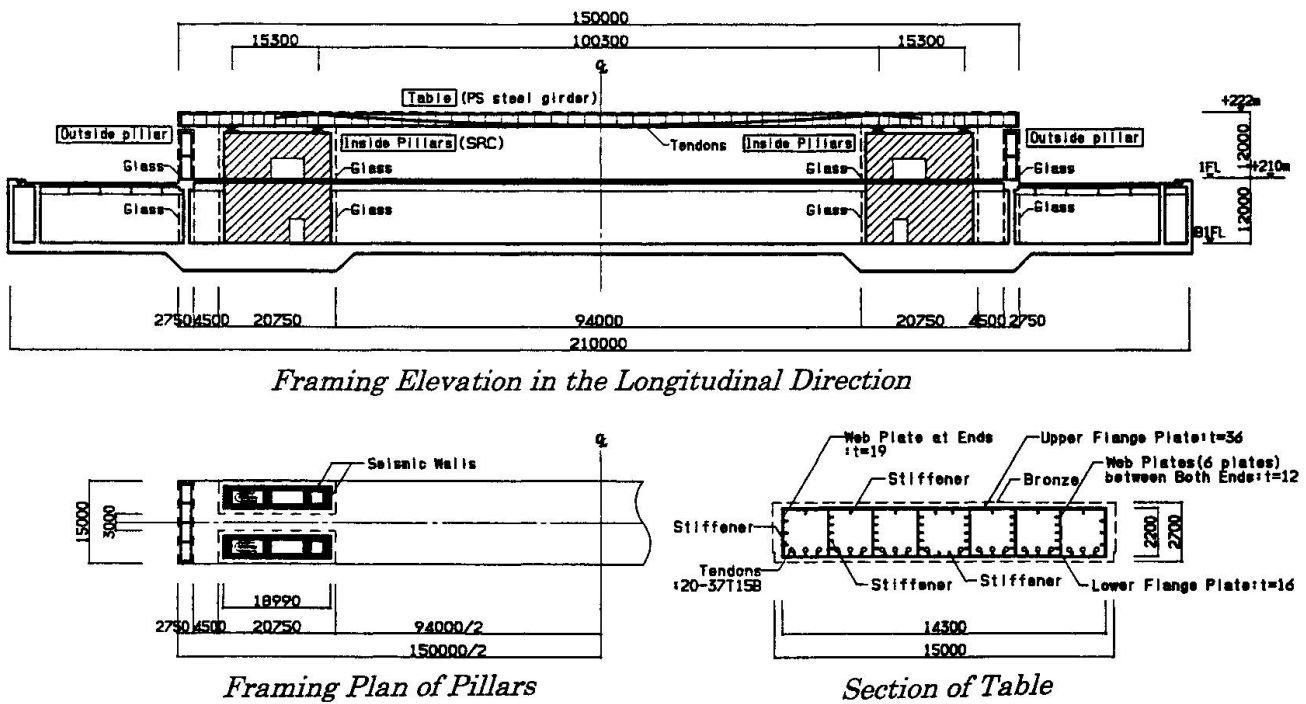 150000
15300 100300 15300
℄
Table (PS steel girder)
+222m
Outside pillar Inside Pillars (SRC) Tendons Inside Pillars Outside pillar
12000
Glass Glass Glass Glass
1FL +210m
Glass Glass Glass Glass
12000
B1FL
2750 4500 20750 94000 20750 4500 2750
210000
Framing Elevation in the Longitudinal Direction
℄
Seismic Walls
15000
3000
18990
2750 4500 20750 94000/2
150000/2
Framing Plan of Pillars
Web Plate at Ends
:t=19
Upper Flange Plate:t=36
Stiffener
Bronze
Web Plates(6 plates)
between Both Ends:t=12
Stiffener
2200
2700
Tendons
:20-37T15B
Stiffener
Stiffener
Lower Flange Plate:t=16
14300
15000
Section of Table